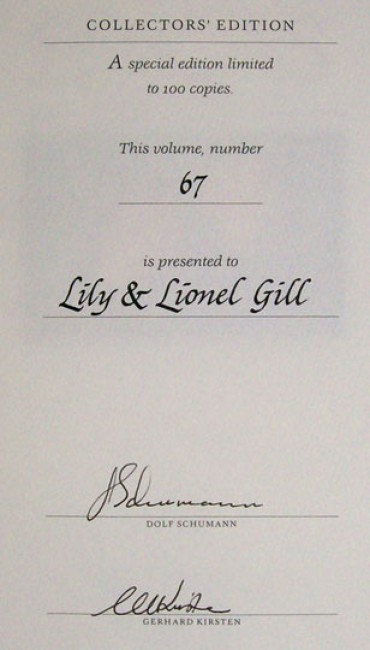 COLLECTORS' EDITION
A special edition limited
to 100 copies.
This volume, number
67
is presented to
Lily & Lionel Gill
DSchumann
DOLF SCHUMANN
GERHARD KIRSTEN